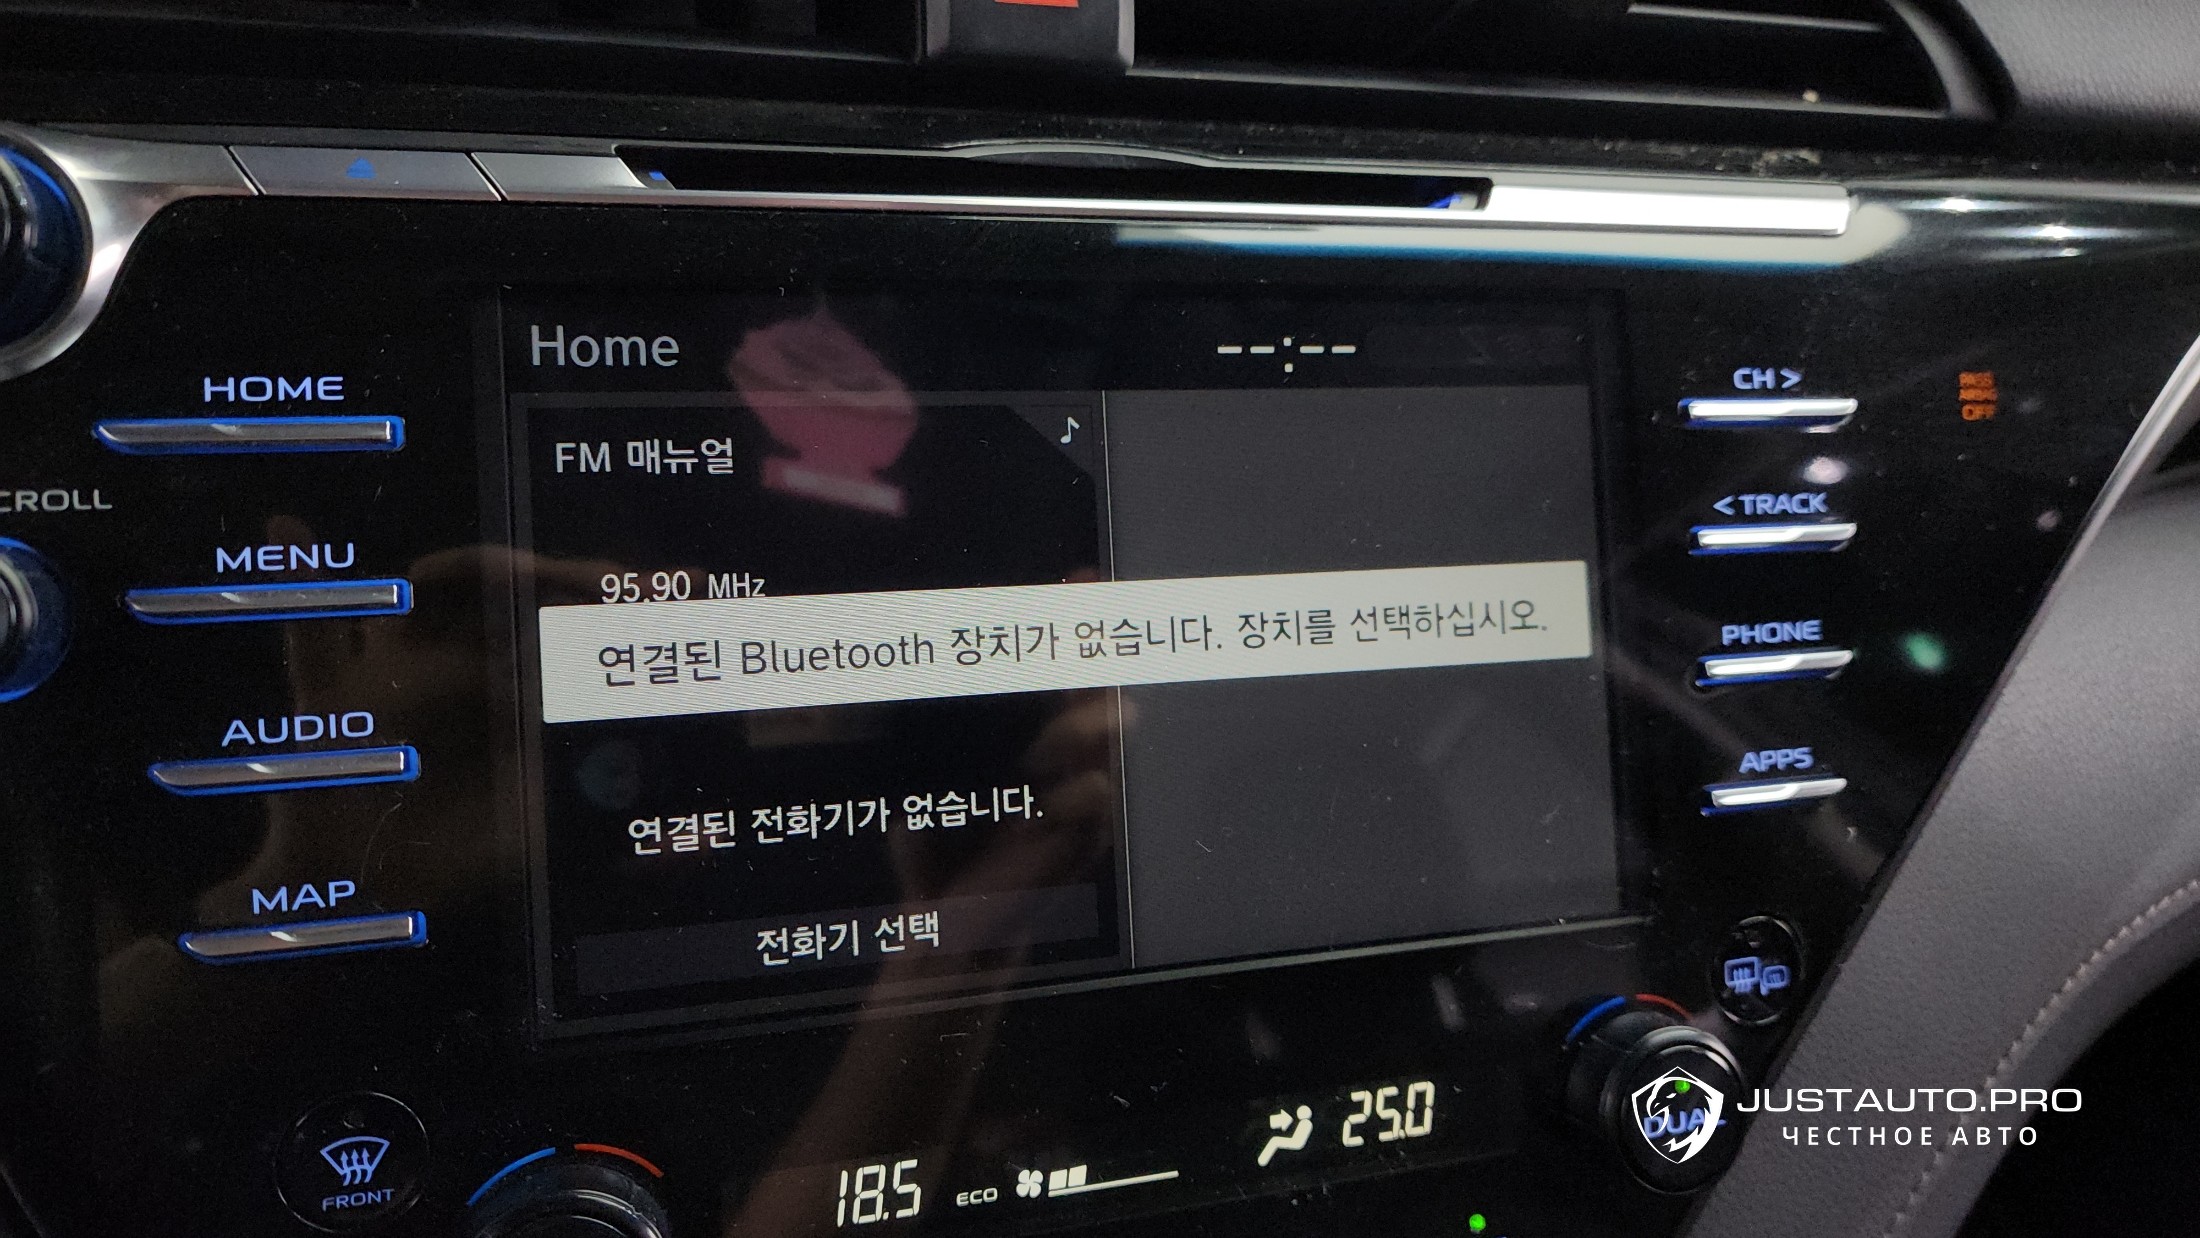 HOME
CROLL
MENU
AUDIO
MAP
FRONT
Home
--:--
FM 매뉴얼
95.90 MHz
연결된 Bluetooth 장치가 없습니다. 장치를 선택하십시오.
연결된 전화기가 없습니다.
전화기 선택
CH >
< TRACK
PHONE
APPS
OFF
18.5
ECO
25.0
DUAL
JUSTAUTO.PRO
ЧЕСТНОЕ АВТО